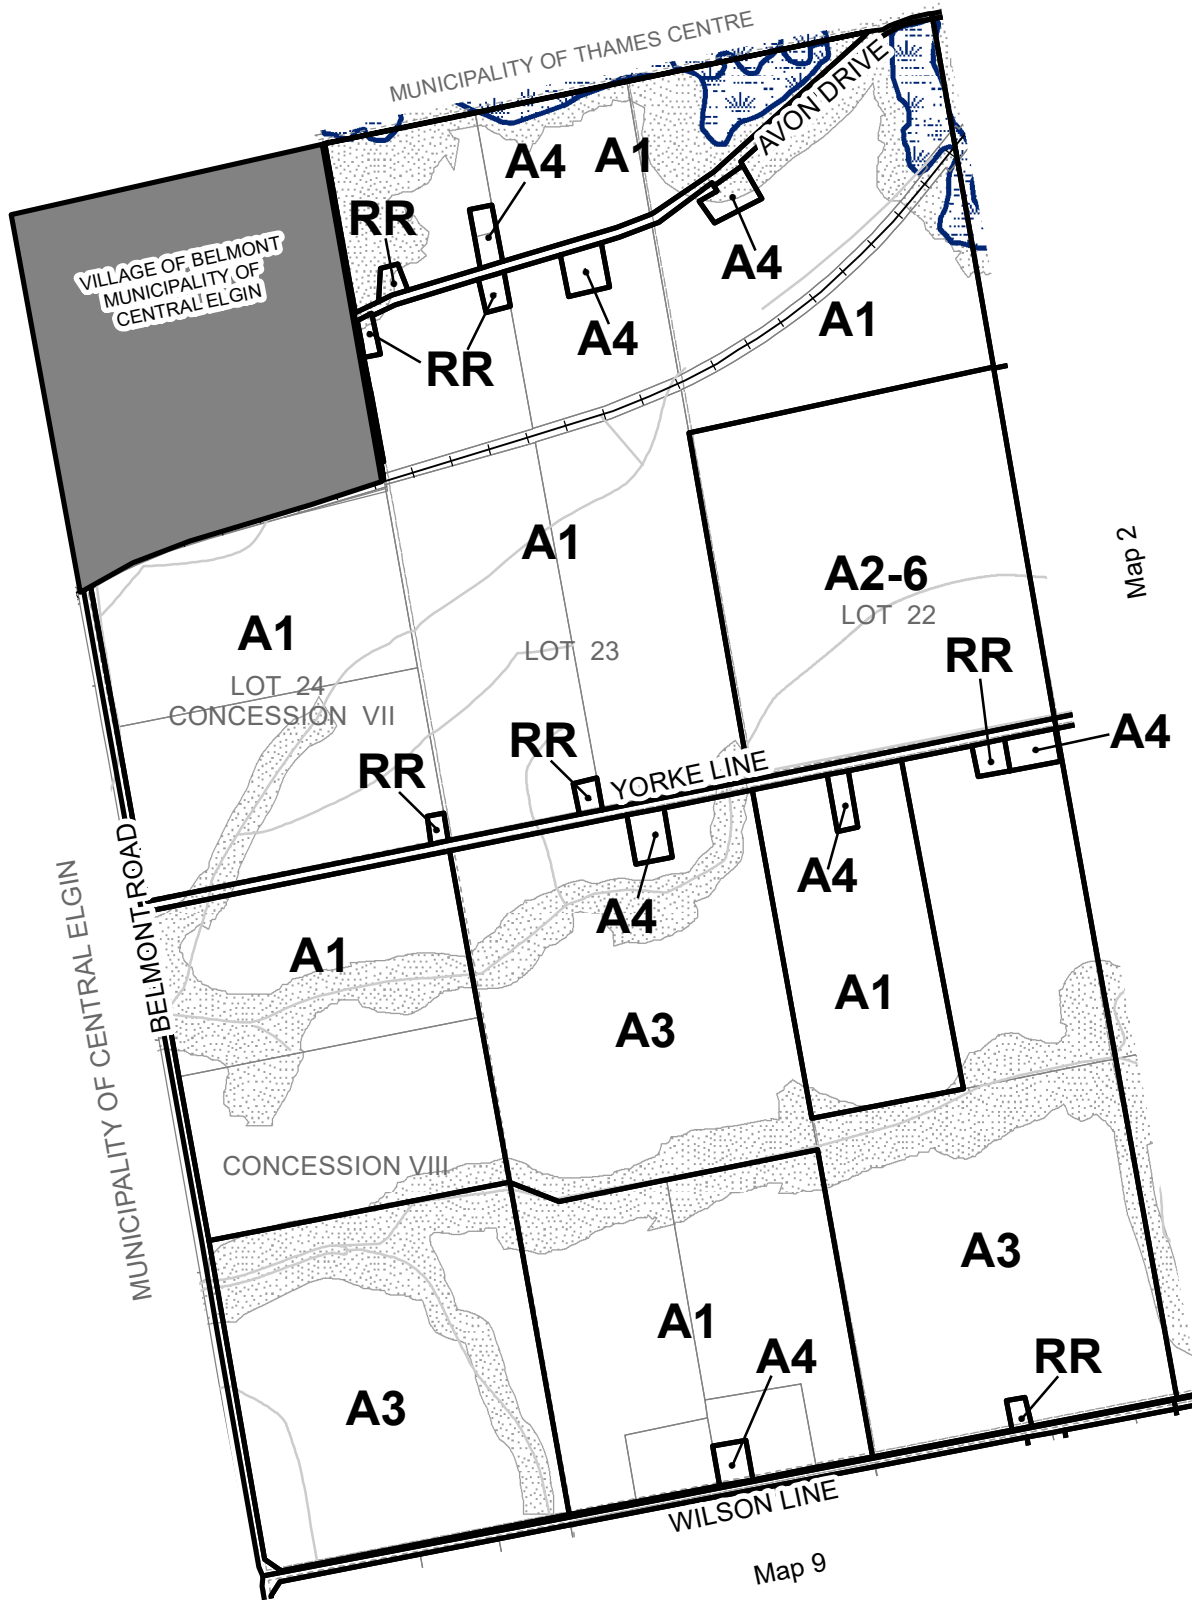 MUNICIPALITY OF THAMES CENTRE
AVON DRIVE
A4
A1
RR
A4
VILLAGE OF BELMONT
MUNICIPALITY OF
CENTRAL ELGIN
A1
A4
RR
A1
A2-6
LOT 22
Map 2
A1
LOT 23
LOT 24
CONCESSION VII
RR
A4
RR
RR
YORKE LINE
BELMONT ROAD
MUNICIPALITY OF CENTRAL ELGIN
A4
A4
A1
A1
A3
CONCESSION VIII
A3
A1
A4
RR
A3
WILSON LINE
Map 9